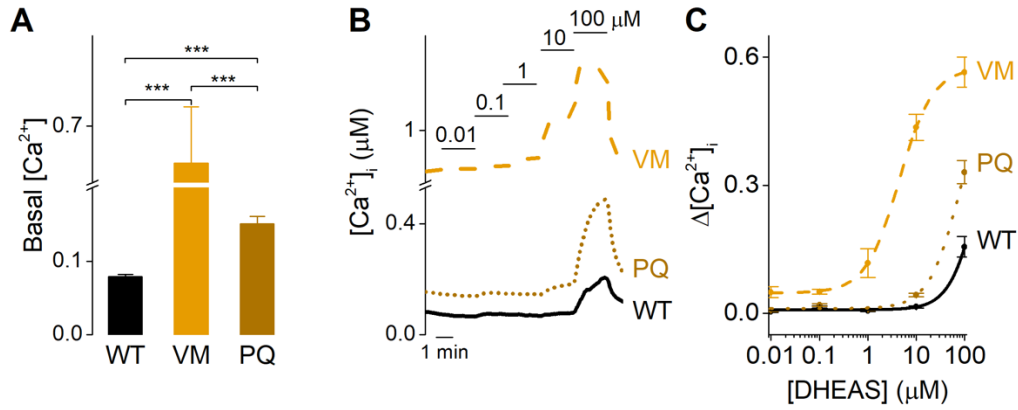 A
Basal [Ca²⁺]
0.7
0.1
0.0
***
***
***
WT VM PQ
B
[Ca²⁺]ᵢ (μM)
1
0.4
0.0
0.01
0.1
1
10
100 μM
VM
PQ
WT
1 min
C
Δ[Ca²⁺]ᵢ
0.6
0.3
0.0
VM
PQ
WT
0.01 0.1 1 10 100
[DHEAS] (μM)